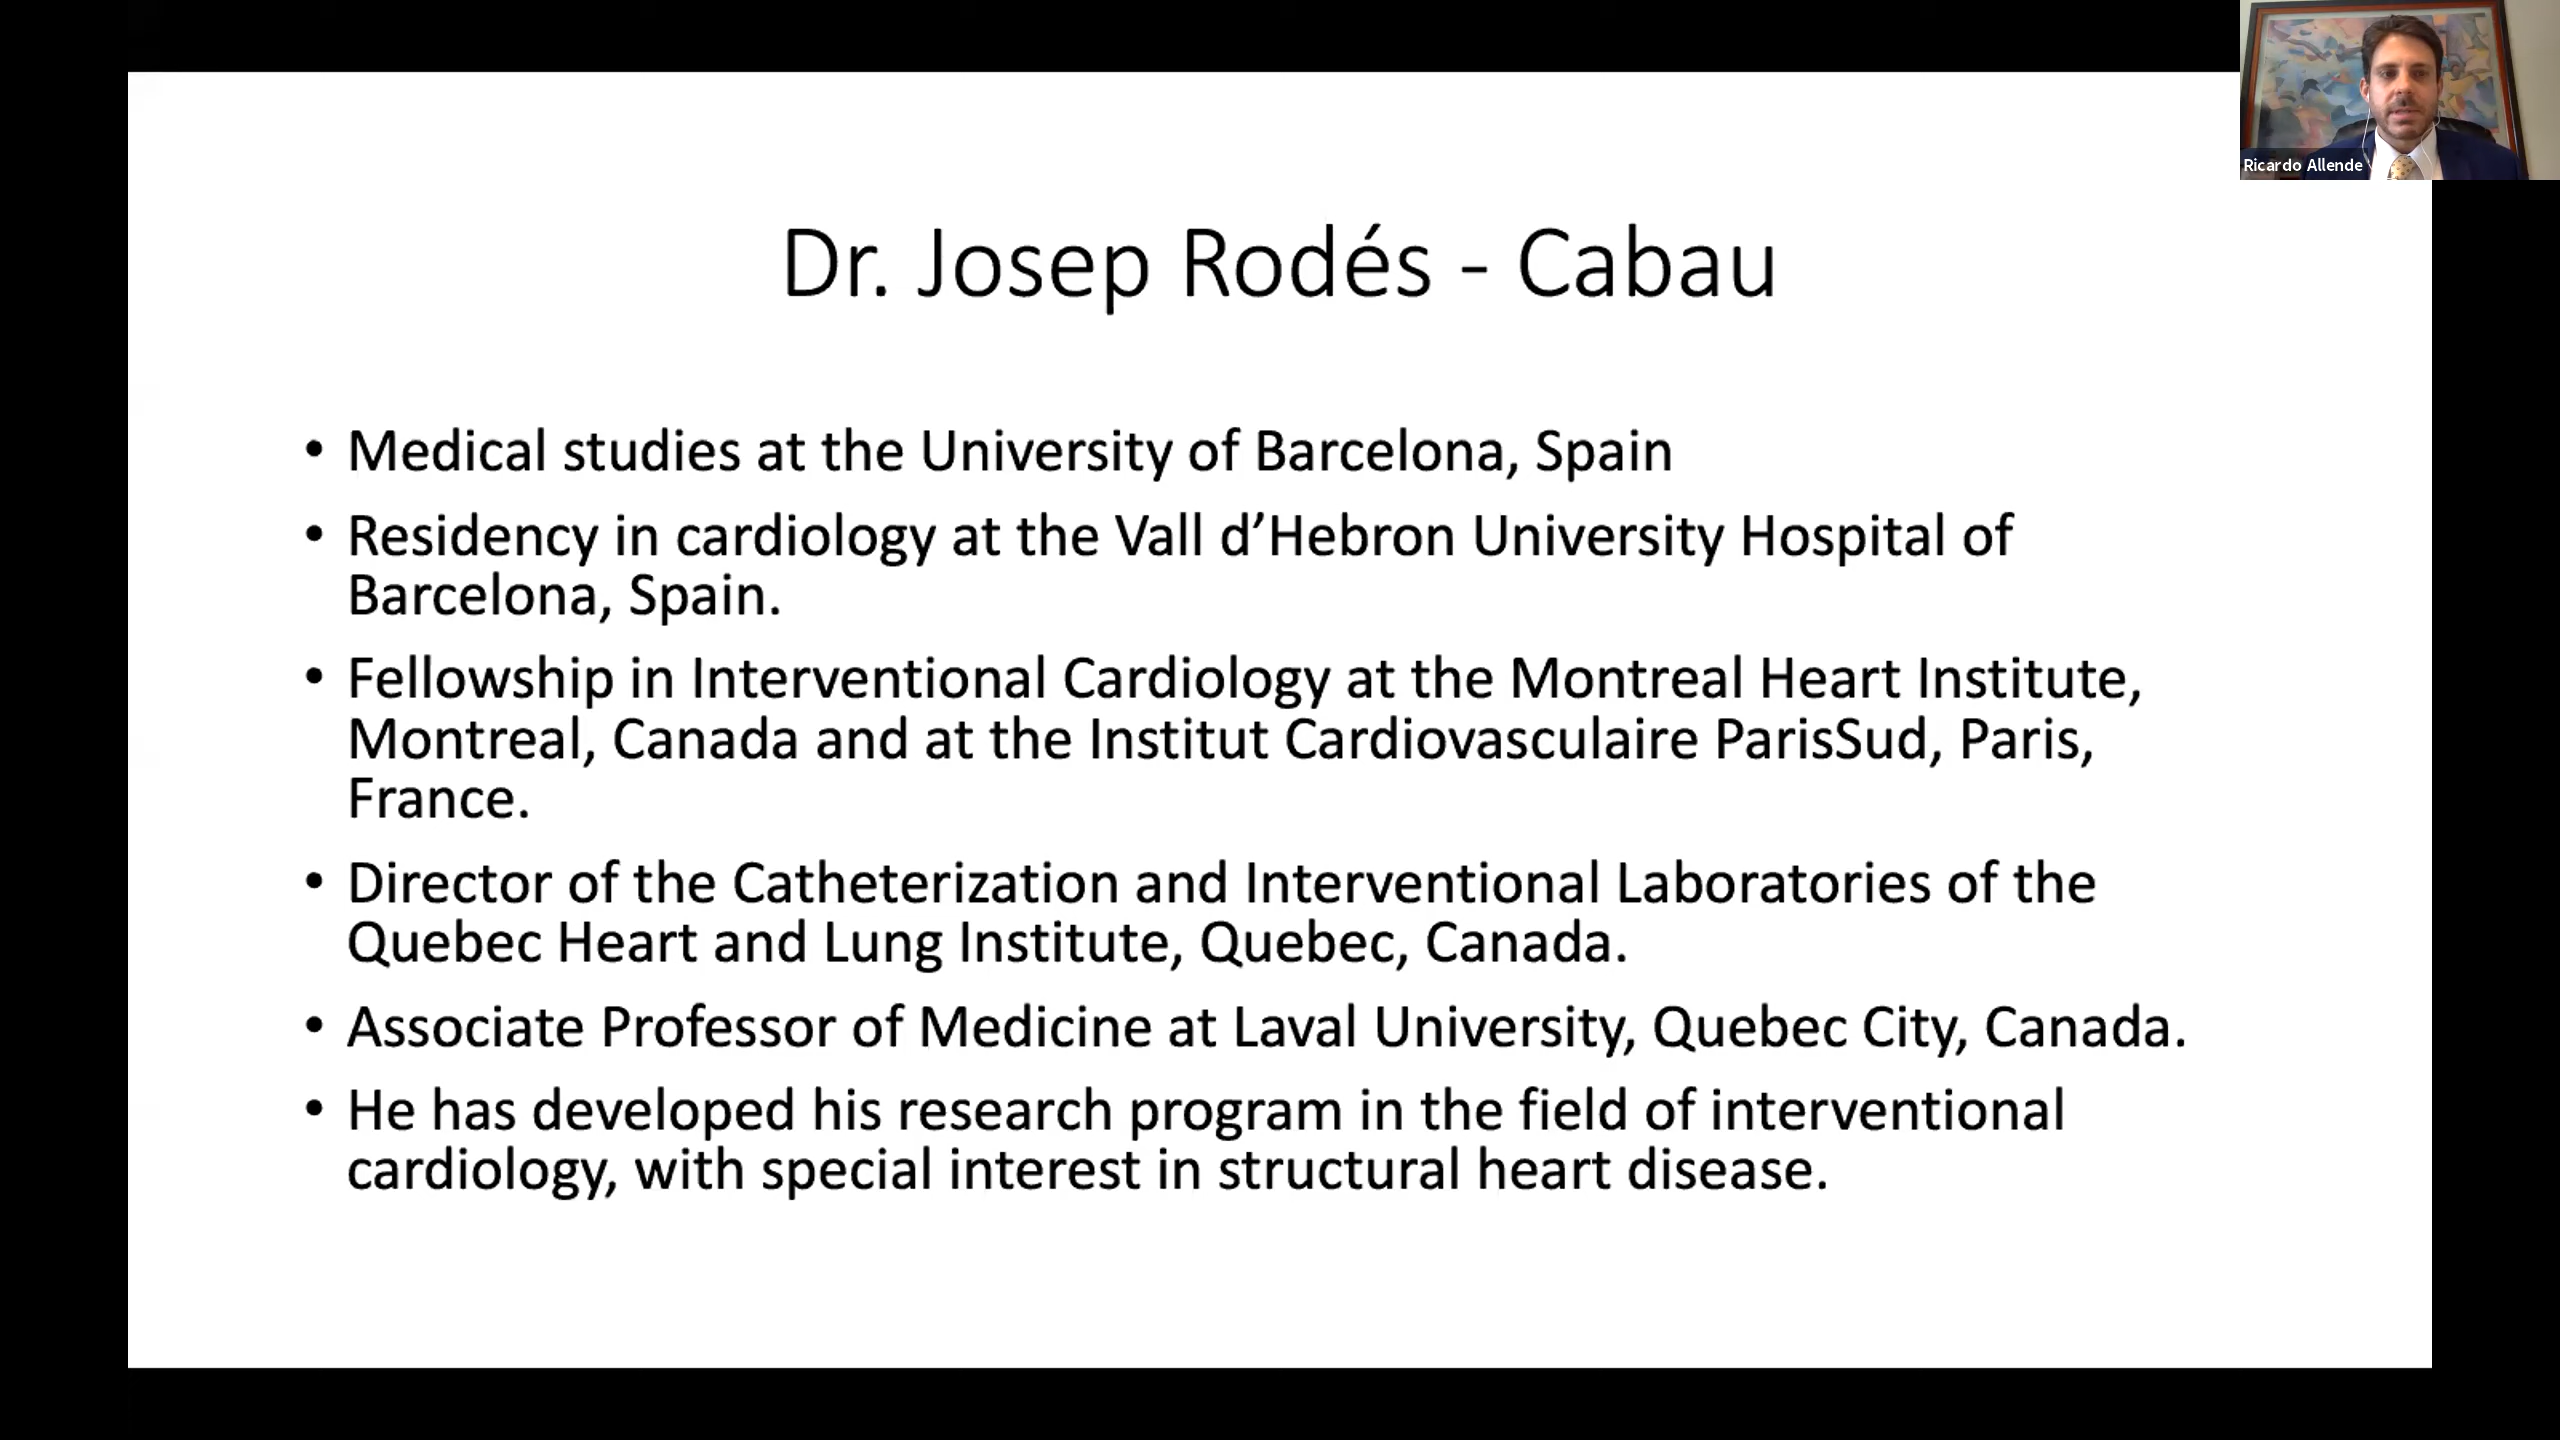 Ricardo Allende
Dr. Josep Rodés - Cabau
• Medical studies at the University of Barcelona, Spain
• Residency in cardiology at the Vall d’Hebron University Hospital of
Barcelona, Spain.
• Fellowship in Interventional Cardiology at the Montreal Heart Institute,
Montreal, Canada and at the Institut Cardiovasculaire ParisSud, Paris,
France.
• Director of the Catheterization and Interventional Laboratories of the
Quebec Heart and Lung Institute, Quebec, Canada.
• Associate Professor of Medicine at Laval University, Quebec City, Canada.
• He has developed his research program in the field of interventional
cardiology, with special interest in structural heart disease.